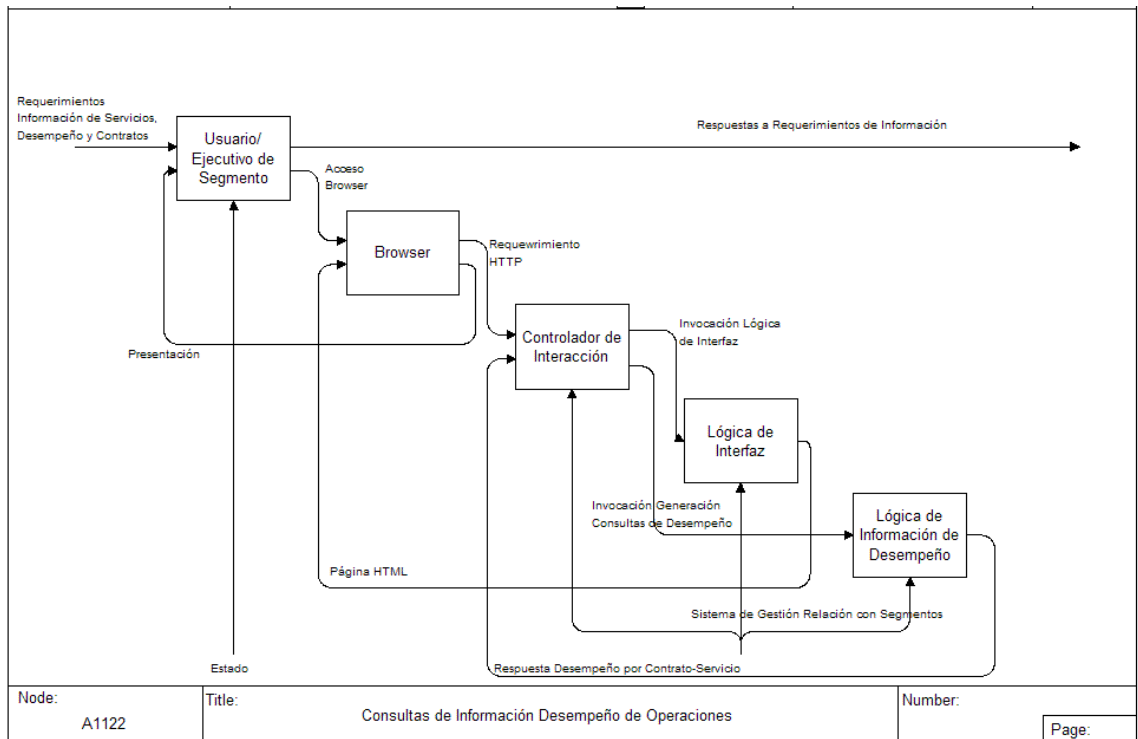 Requerimientos
Información de Servicios,
Desempeño y Contratos
Usuario/
Ejecutivo de
Segmento
Respuestas a Requerimientos de Información
Acceso
Browser
Browser
Requewrimiento
HTTP
Presentación
Controlador de
Interacción
Invocación Lógica
de Interfaz
Lógica de
Interfaz
Invocación Generación
Consultas de Desempeño
Lógica de
Información de
Desempeño
Página HTML
Sistema de Gestión Relación con Segmentos
Estado
Respuesta Desempeño por Contrato-Servicio
Node:
A1122
Title:
Consultas de Información Desempeño de Operaciones
Number:
Page: